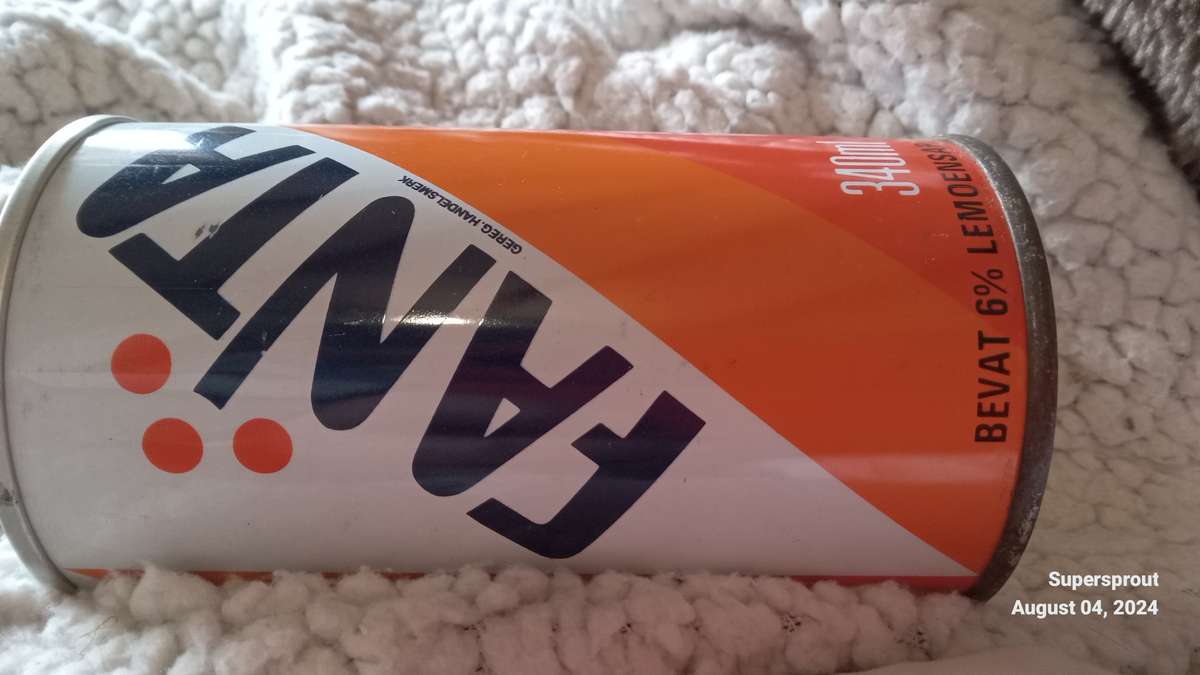 FANTA
GEREG. HANDELSMERK
340ml
BEVAT 6% LEMOENSAP
Supersprout
August 04, 2024